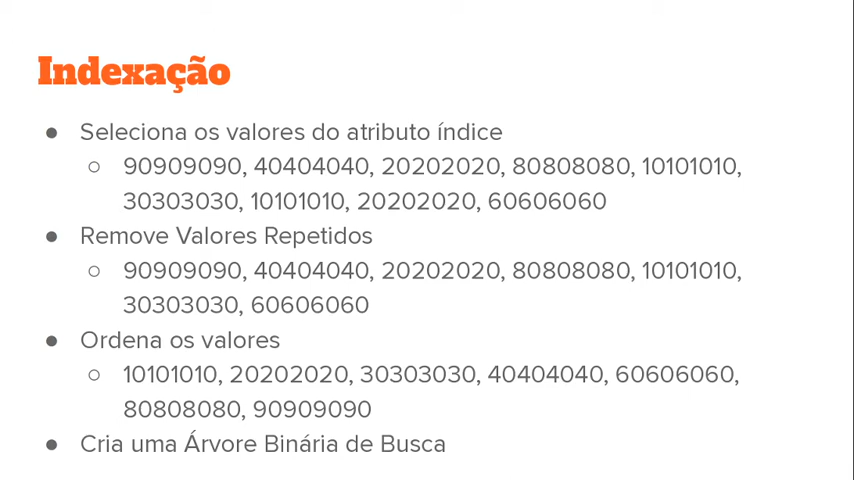 Indexação
● Seleciona os valores do atributo índice
○ 90909090, 40404040, 20202020, 80808080, 10101010,
30303030, 10101010, 20202020, 60606060
● Remove Valores Repetidos
○ 90909090, 40404040, 20202020, 80808080, 10101010,
30303030, 60606060
● Ordena os valores
○ 10101010, 20202020, 30303030, 40404040, 60606060,
80808080, 90909090
● Cria uma Árvore Binária de Busca